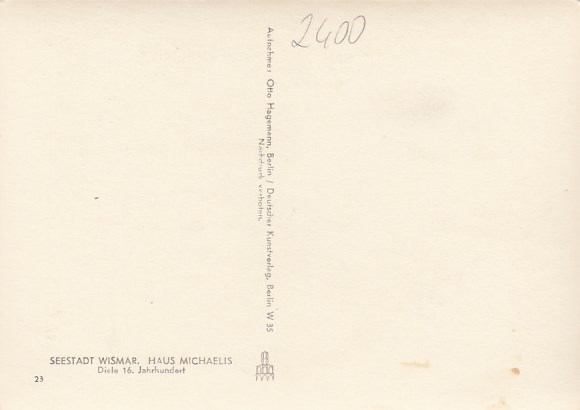 2400
Aufnahme: Otto Hagemann, Berlin / Deutscher Kunstverlag, Berlin W 35
Nachdruck verboten.
SEESTADT WISMAR. HAUS MICHAELIS
Diele 16. Jahrhundert
23